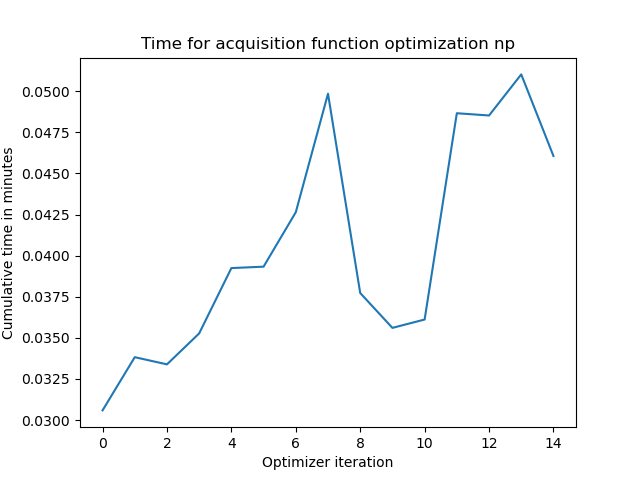 Time for acquisition function optimization np
Cumulative time in minutes
0.0500
0.0475
0.0450
0.0425
0.0400
0.0375
0.0350
0.0325
0.0300
0 2 4 6 8 10 12 14
Optimizer iteration